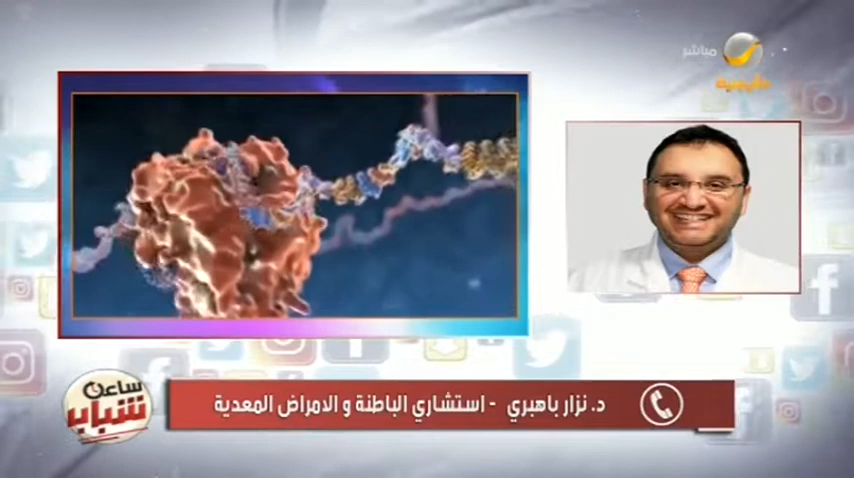 مباشر
روتانا
خليجية
د. نزار باهبري - استشاري الباطنة و الامراض المعدية
ساعة شباب